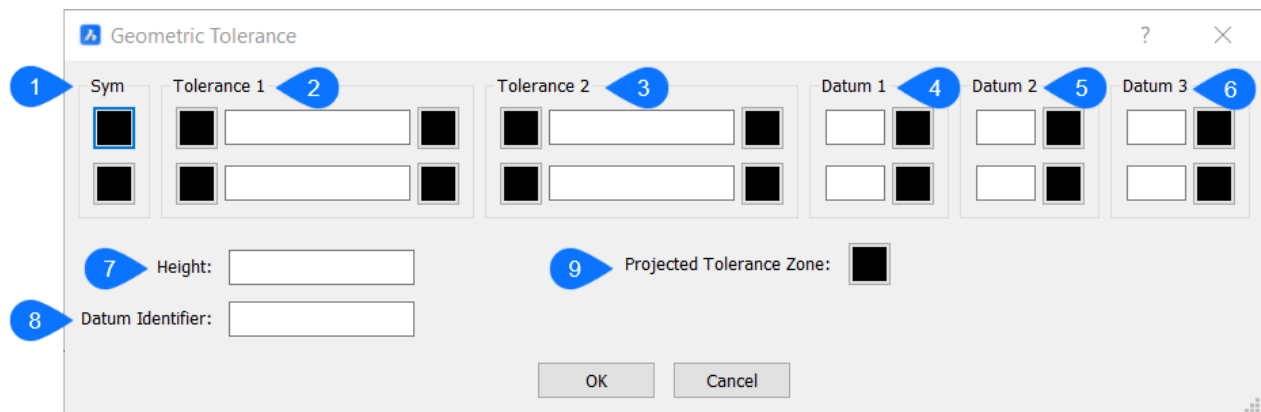 Geometric Tolerance ?
1 Sym Tolerance 1 2 Tolerance 2 3 Datum 1 4 Datum 2 5 Datum 3 6
7 Height: 9 Projected Tolerance Zone:
8 Datum Identifier:
OK Cancel